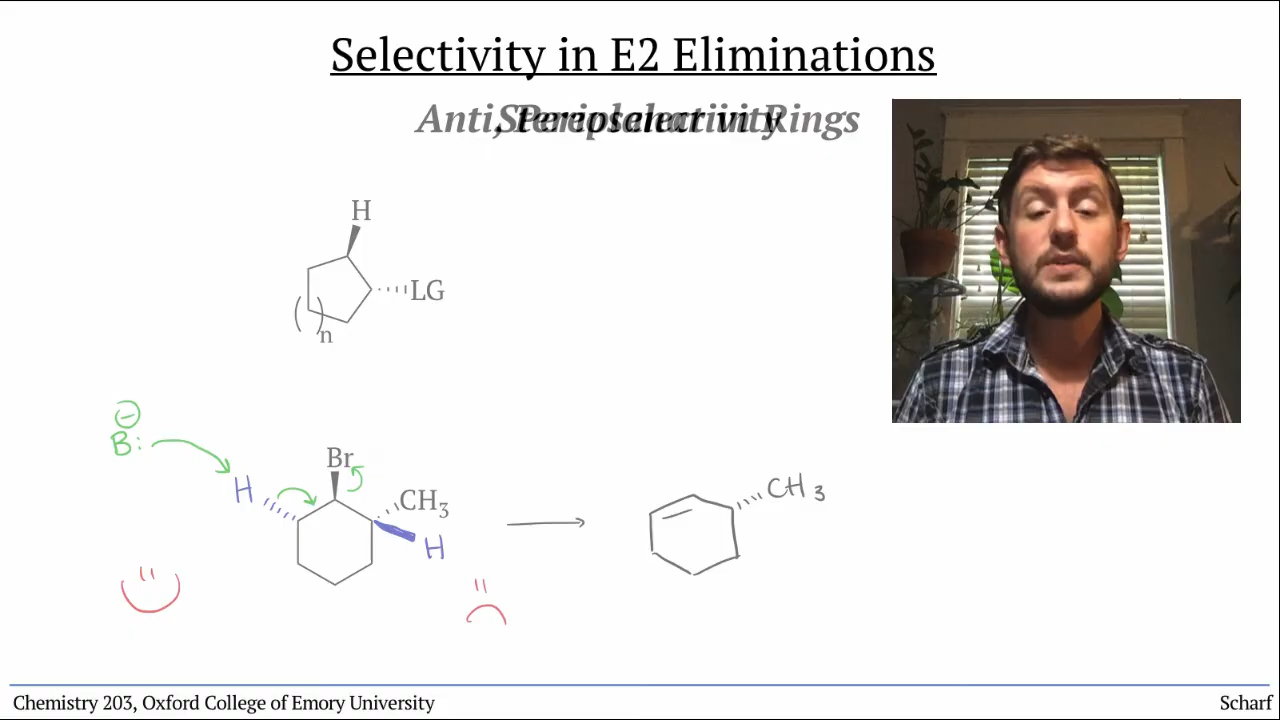 Selectivity in E2 Eliminations
H
LG
( )
n
⊖
B:
H
Br
CH3
H
CH3
Chemistry 203, Oxford College of Emory University
Scharf